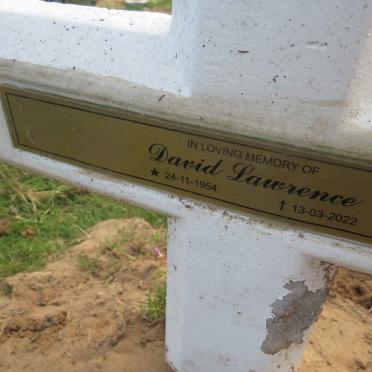 IN LOVING MEMORY OF
David Lawrence
★ 24-11-1954 † 13-03-2022